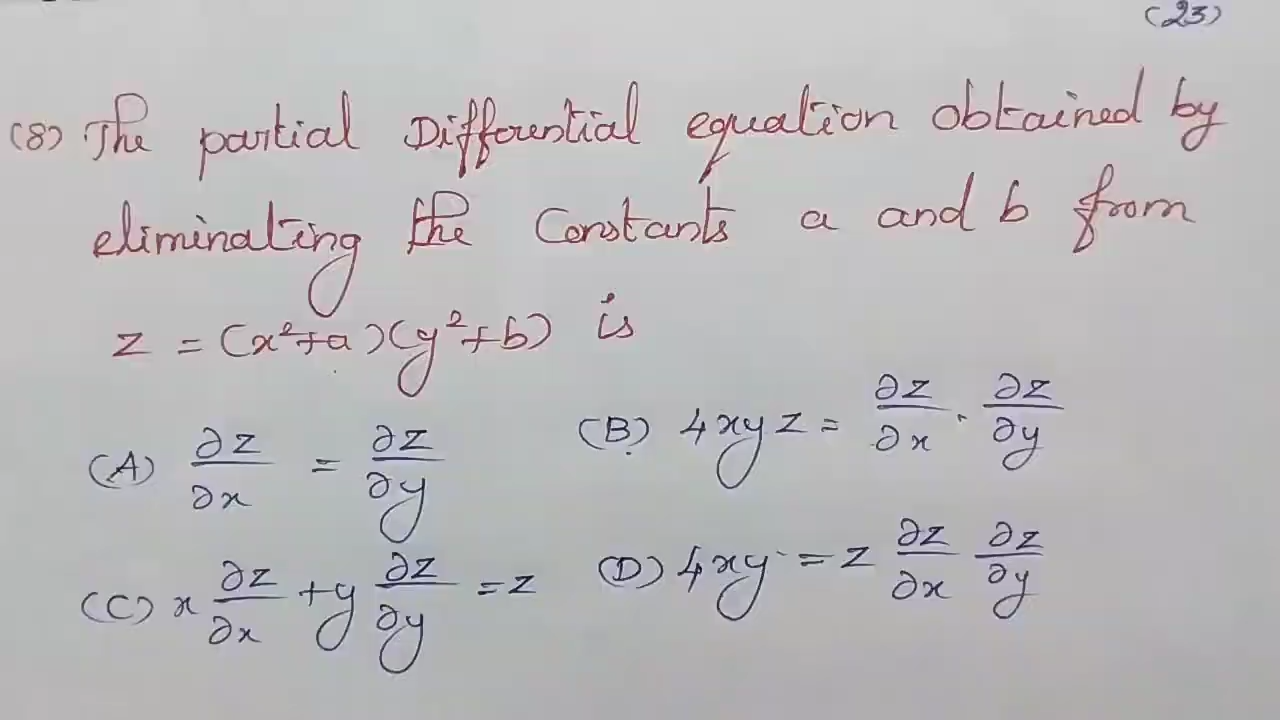 (23)
(8) The partial Differential equation obtained by
eliminating the Constants a and b from
z = (x²+a)(y²+b) is
(A) ∂z/∂x = ∂z/∂y
(B) 4xyz = ∂z/∂x · ∂z/∂y
(C) x ∂z/∂x + y ∂z/∂y = z
(D) 4xy = z ∂z/∂x ∂z/∂y